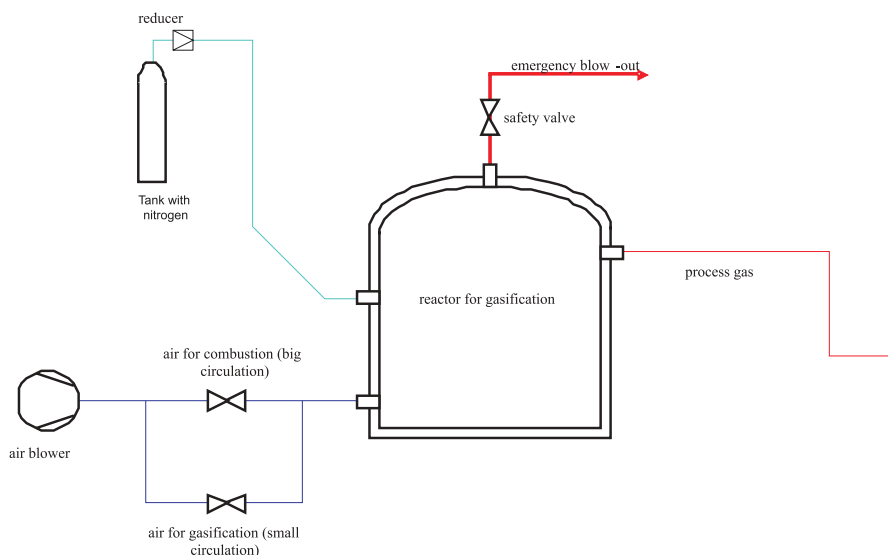 reducer
emergency blow -out
safety valve
Tank with
nitrogen
process gas
reactor for gasification
air for combustion (big
circulation)
air blower
air for gasification (small
circulation)